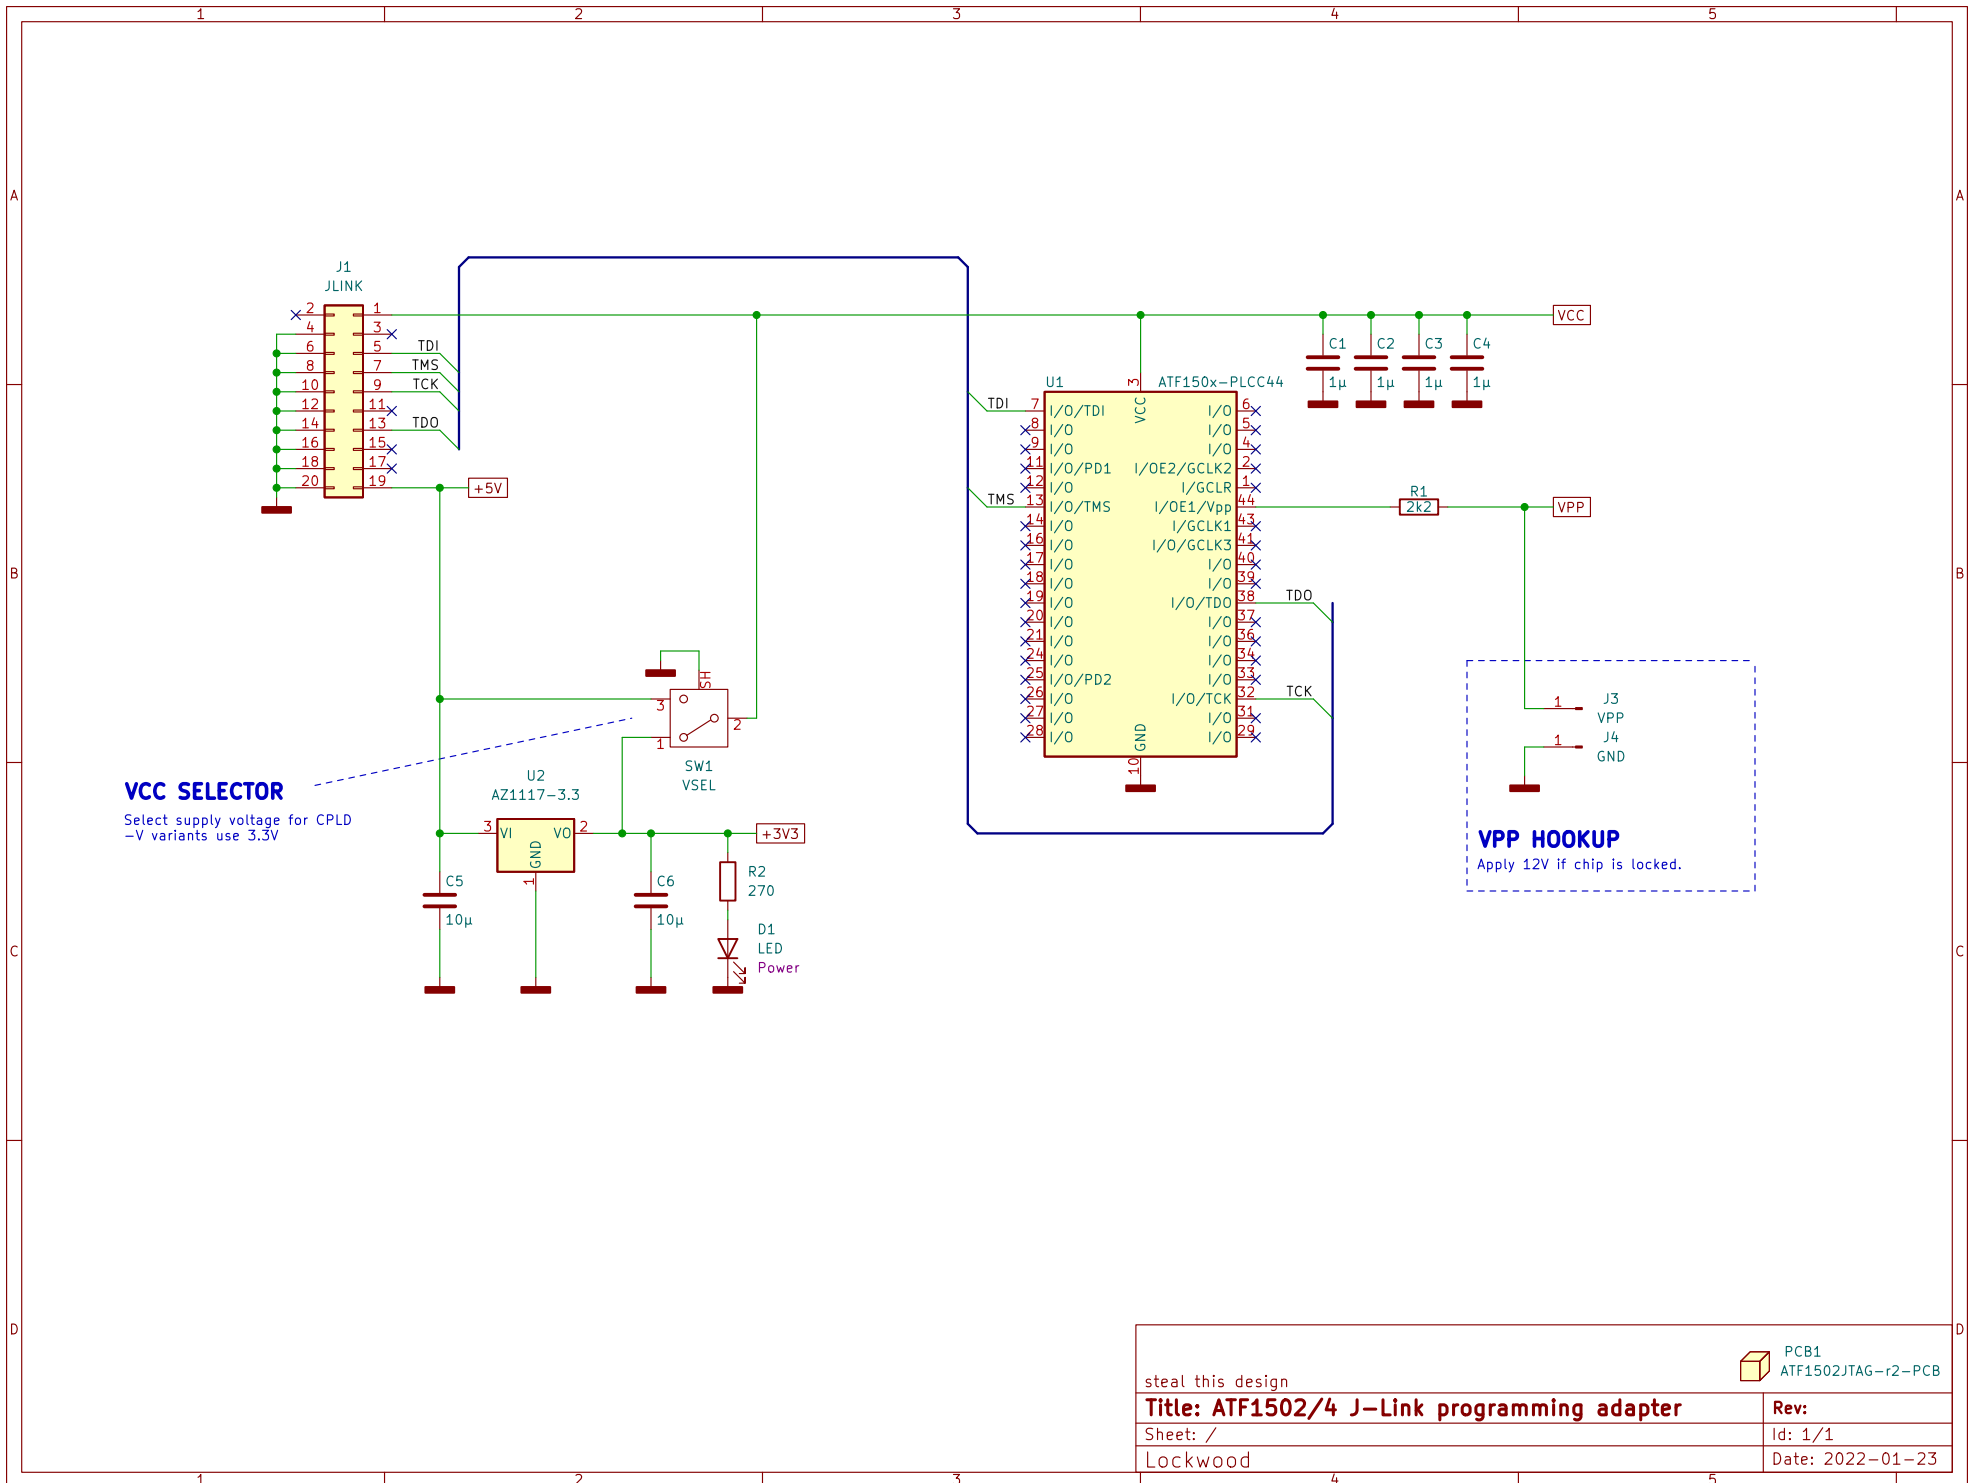 1 2 3 4 5
A A
B B
C C
D D
1 2 3 4 5
J1
JLINK
2 1
4 3
6 5 TDI
8 7 TMS
10 9 TCK
12 11
14 13 TDO
16 15
18 17
20 19
+5V
VCC
C1 C2 C3 C4
1µ 1µ 1µ 1µ
U1 ATF150x-PLCC44
3
VCC
TDI 7 I/O/TDI I/O 6
8 I/O I/O 5
9 I/O I/O 4
11 I/O/PD1 I/OE2/GCLK2 2
12 I/O I/GCLR 1
TMS 13 I/O/TMS I/OE1/Vpp 44
14 I/O I/GCLK1 43
16 I/O I/O/GCLK3 41
17 I/O I/O 40
18 I/O I/O 39
19 I/O I/O/TDO 38 TDO
20 I/O I/O 37
21 I/O I/O 36
24 I/O I/O 34
25 I/O/PD2 I/O 33
26 I/O I/O/TCK 32 TCK
27 I/O I/O 31
28 I/O I/O 29
GND
10
R1
2k2
VPP
1 J3
VPP
1 J4
GND
VPP HOOKUP
Apply 12V if chip is locked.
SH
3
2
1
SW1
VSEL
VCC SELECTOR
Select supply voltage for CPLD
-V variants use 3.3V
U2
AZ1117-3.3
3 VI VO 2
GND
1
+3V3
C5
10µ
C6
10µ
R2
270
D1
LED
Power
PCB1
ATF1502JTAG-r2-PCB
steal this design
Title: ATF1502/4 J-Link programming adapter
Rev:
Sheet: /
Id: 1/1
Lockwood
Date: 2022-01-23